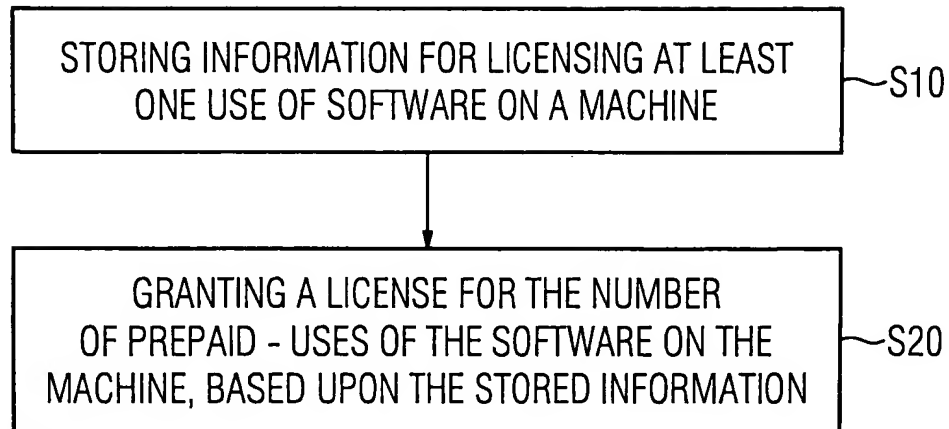 STORING INFORMATION FOR LICENSING AT LEAST
ONE USE OF SOFTWARE ON A MACHINE
S10
GRANTING A LICENSE FOR THE NUMBER
OF PREPAID - USES OF THE SOFTWARE ON THE
MACHINE, BASED UPON THE STORED INFORMATION
S20